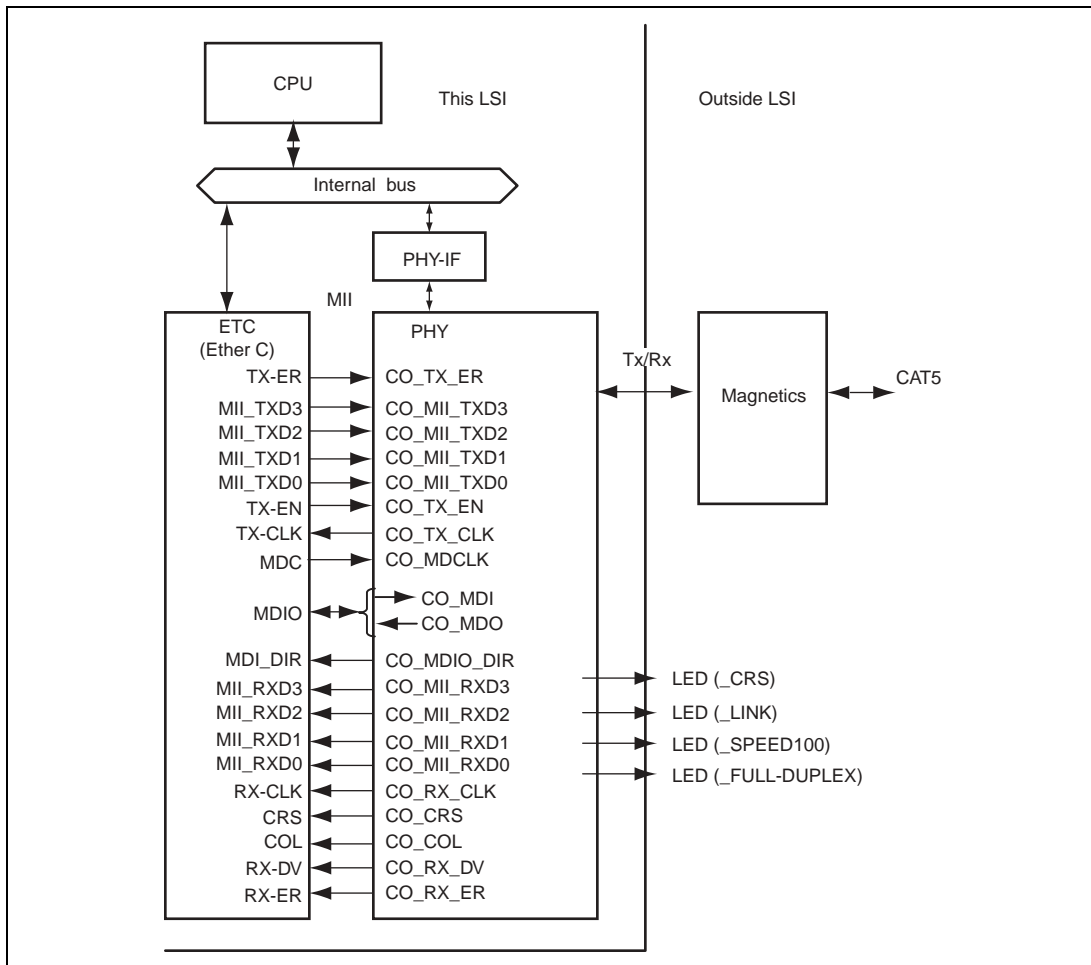 CPU
This LSI
Outside LSI
Internal bus
PHY-IF
MII
ETC
(Ether C)
PHY
Tx/Rx
Magnetics
CAT5
TX-ER CO_TX_ER
MII_TXD3 CO_MII_TXD3
MII_TXD2 CO_MII_TXD2
MII_TXD1 CO_MII_TXD1
MII_TXD0 CO_MII_TXD0
TX-EN CO_TX_EN
TX-CLK CO_TX_CLK
MDC CO_MDCLK
MDIO
CO_MDI
CO_MDO
MDI_DIR CO_MDIO_DIR
MII_RXD3 CO_MII_RXD3
MII_RXD2 CO_MII_RXD2
MII_RXD1 CO_MII_RXD1
MII_RXD0 CO_MII_RXD0
RX-CLK CO_RX_CLK
CRS CO_CRS
COL CO_COL
RX-DV CO_RX_DV
RX-ER CO_RX_ER
LED (_CRS)
LED (_LINK)
LED (_SPEED100)
LED (_FULL-DUPLEX)